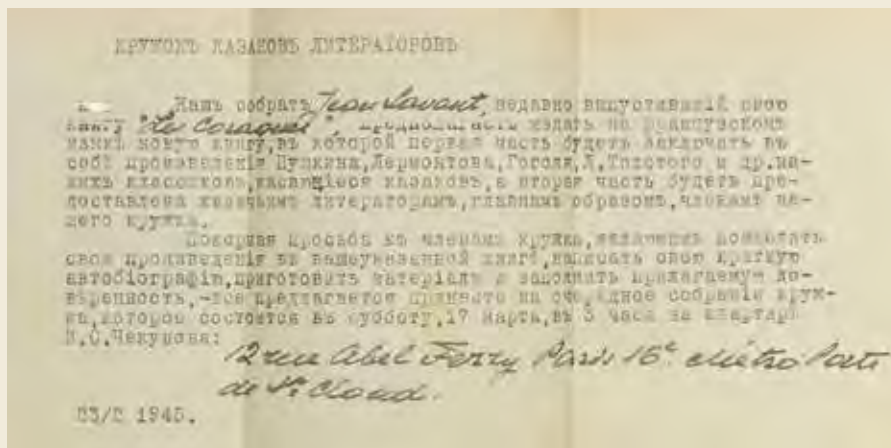 КРУЖОКЪ КАЗАКОВЪ ЛИТЕРАТОРОВЪ
Нашъ собратъ Jean Savant, недавно выпустившій свою
книгу "Les Cosaques", предполагаетъ издать на французскомъ
языкѣ новую книгу, въ которой первая часть будетъ заключать въ
себѣ произведенія Пушкина, Лермонтова, Гоголя, Л. Толстого и др. на-
шихъ классиковъ, касающіеся казаковъ, а вторая часть будетъ пре-
доставлена казачьимъ литераторамъ, главнымъ образомъ, членамъ на-
шего кружка.
Покорная просьба къ членамъ кружка, желающимъ помѣщать
свои произведенія въ вышеуказанной книгѣ, написать свою краткую
автобіографію, приготовить матеріалъ и заполнить прилагаемую до-
вѣренность, -все предлагается принести на очередное собраніе круж-
ка, которое состоится въ субботу, 17 марта, въ 3 часа на квартирѣ
Н.С. Чекунова:
12 rue Abel Ferry Paris 16e Métro Porte
de St. Cloud.
1945.